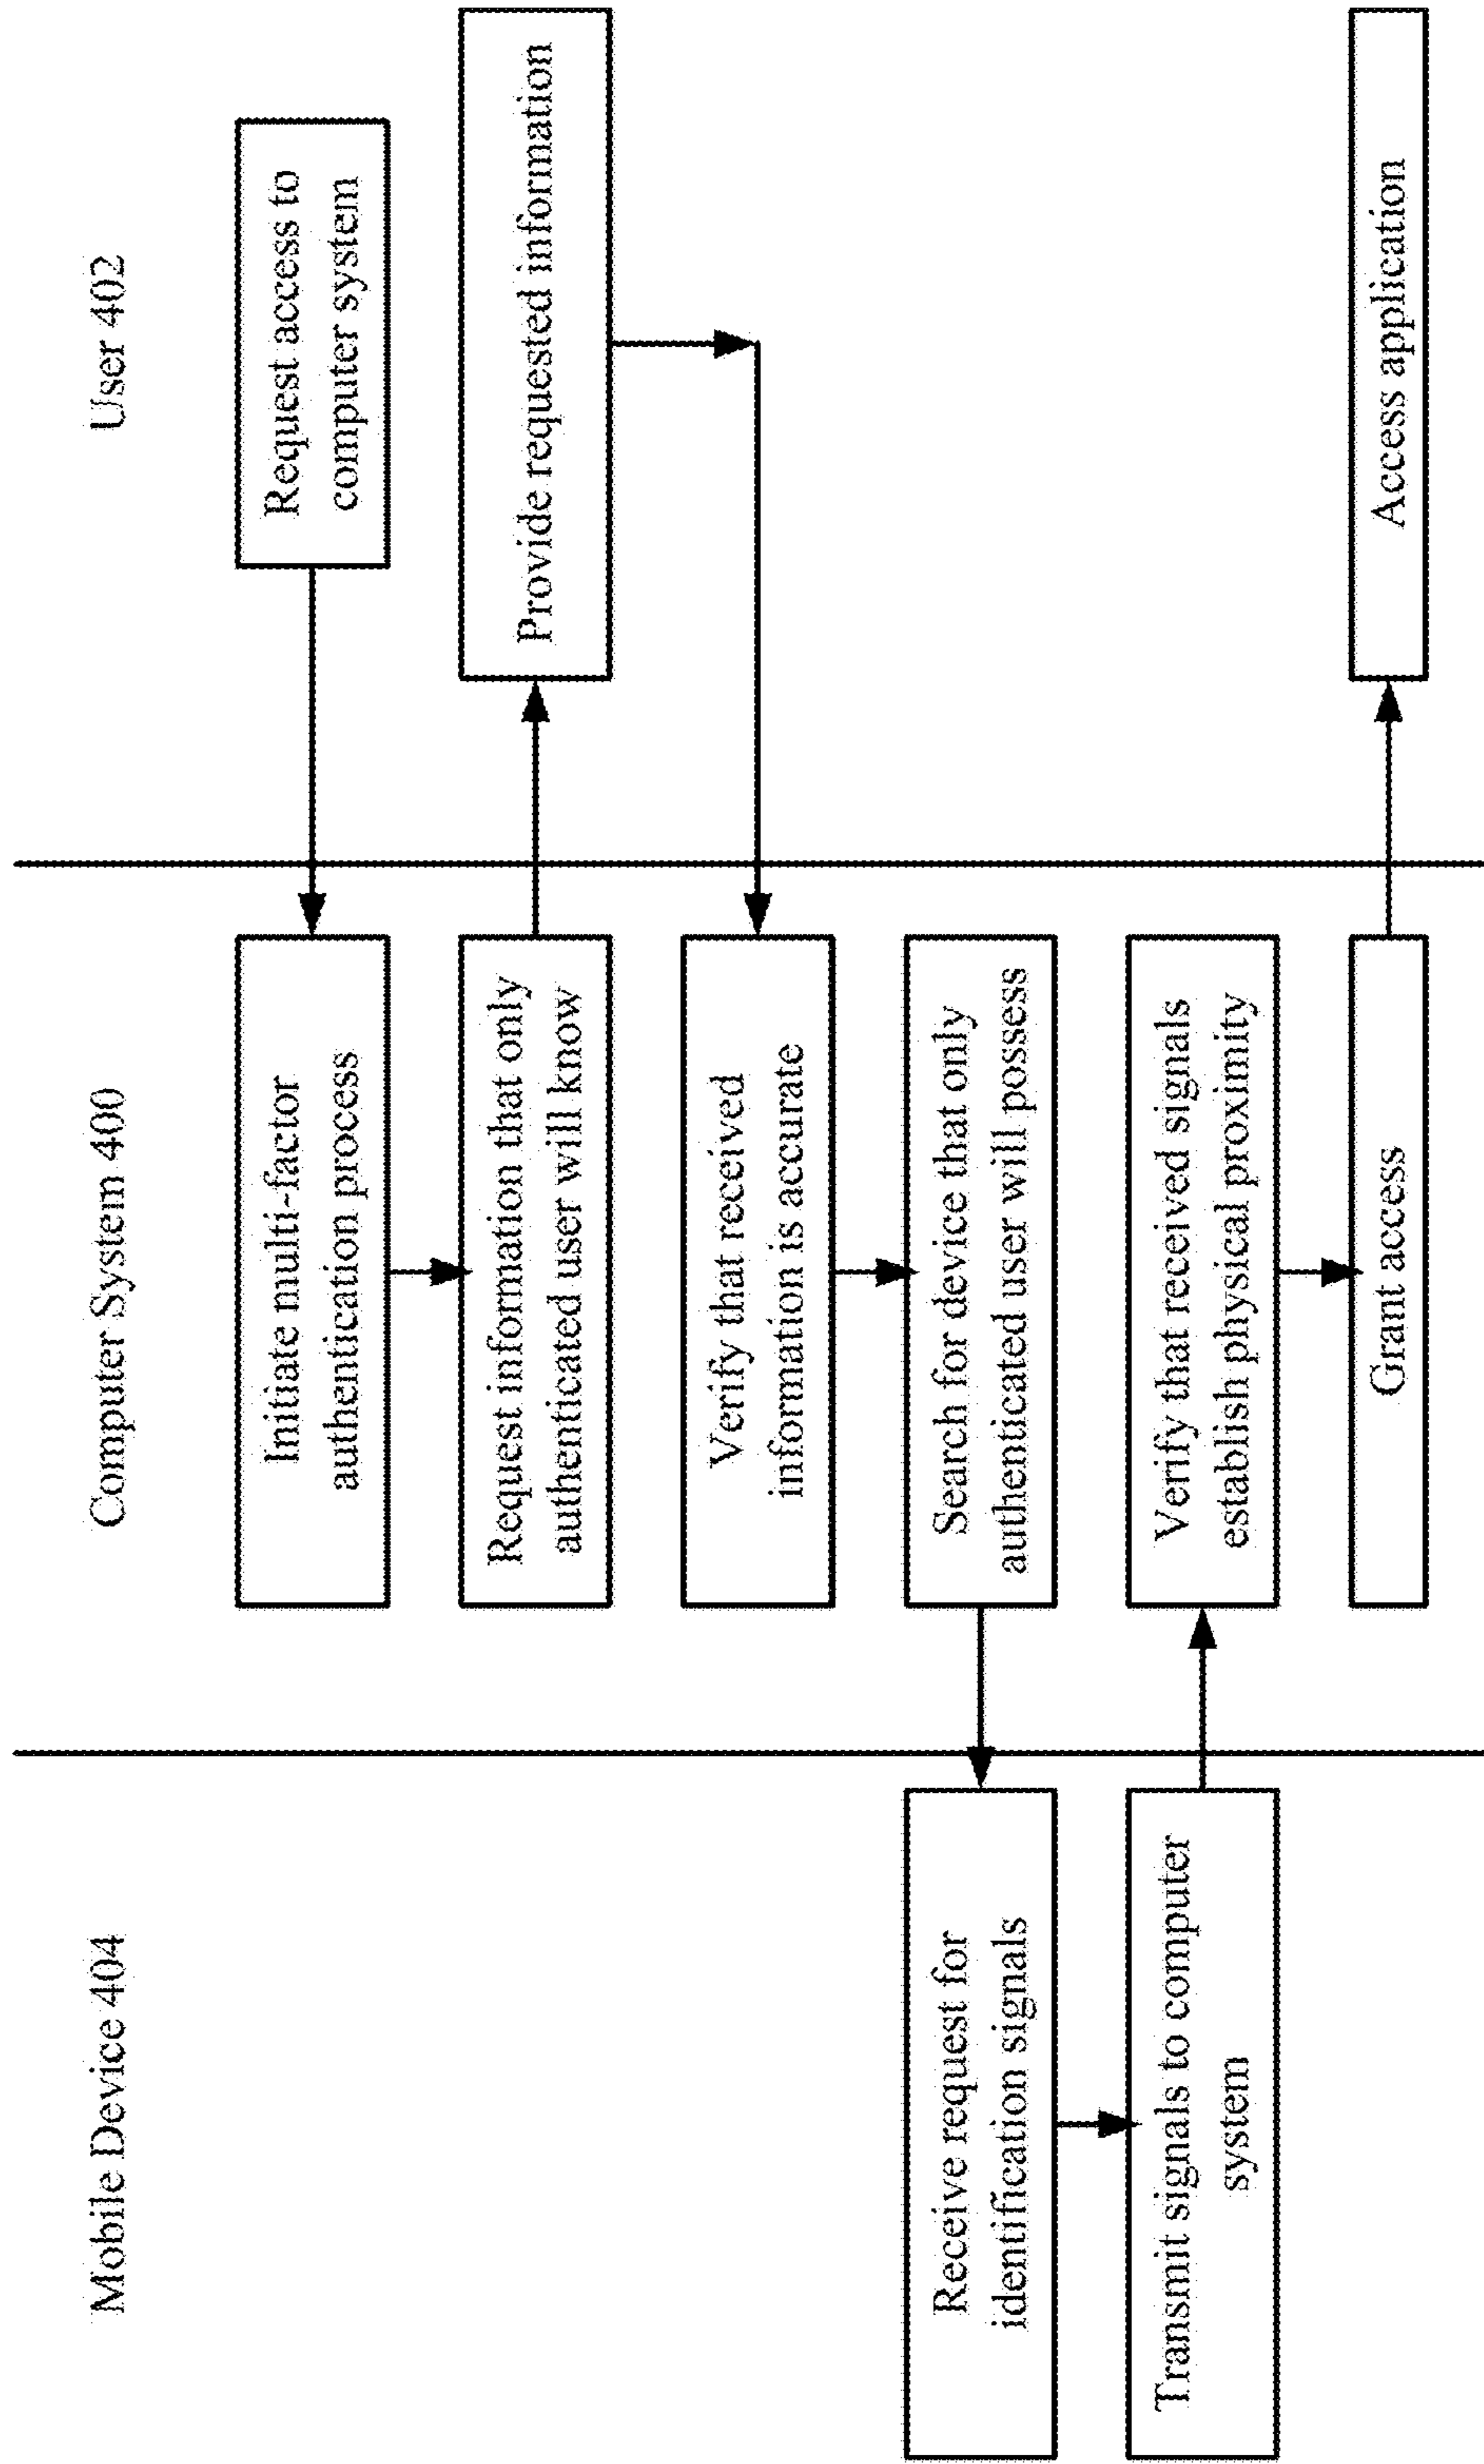 Mobile Device 404
Computer System 400
User 402
Initiate multi-factor
authentication process
Request access to
computer system
Request information that only
authenticated user will know
Provide requested information
Verify that received
information is accurate
Receive request for
identification signals
Search for device that only
authenticated user will possess
Transmit signals to computer
system
Verify that received signals
establish physical proximity
Grant access
Access application